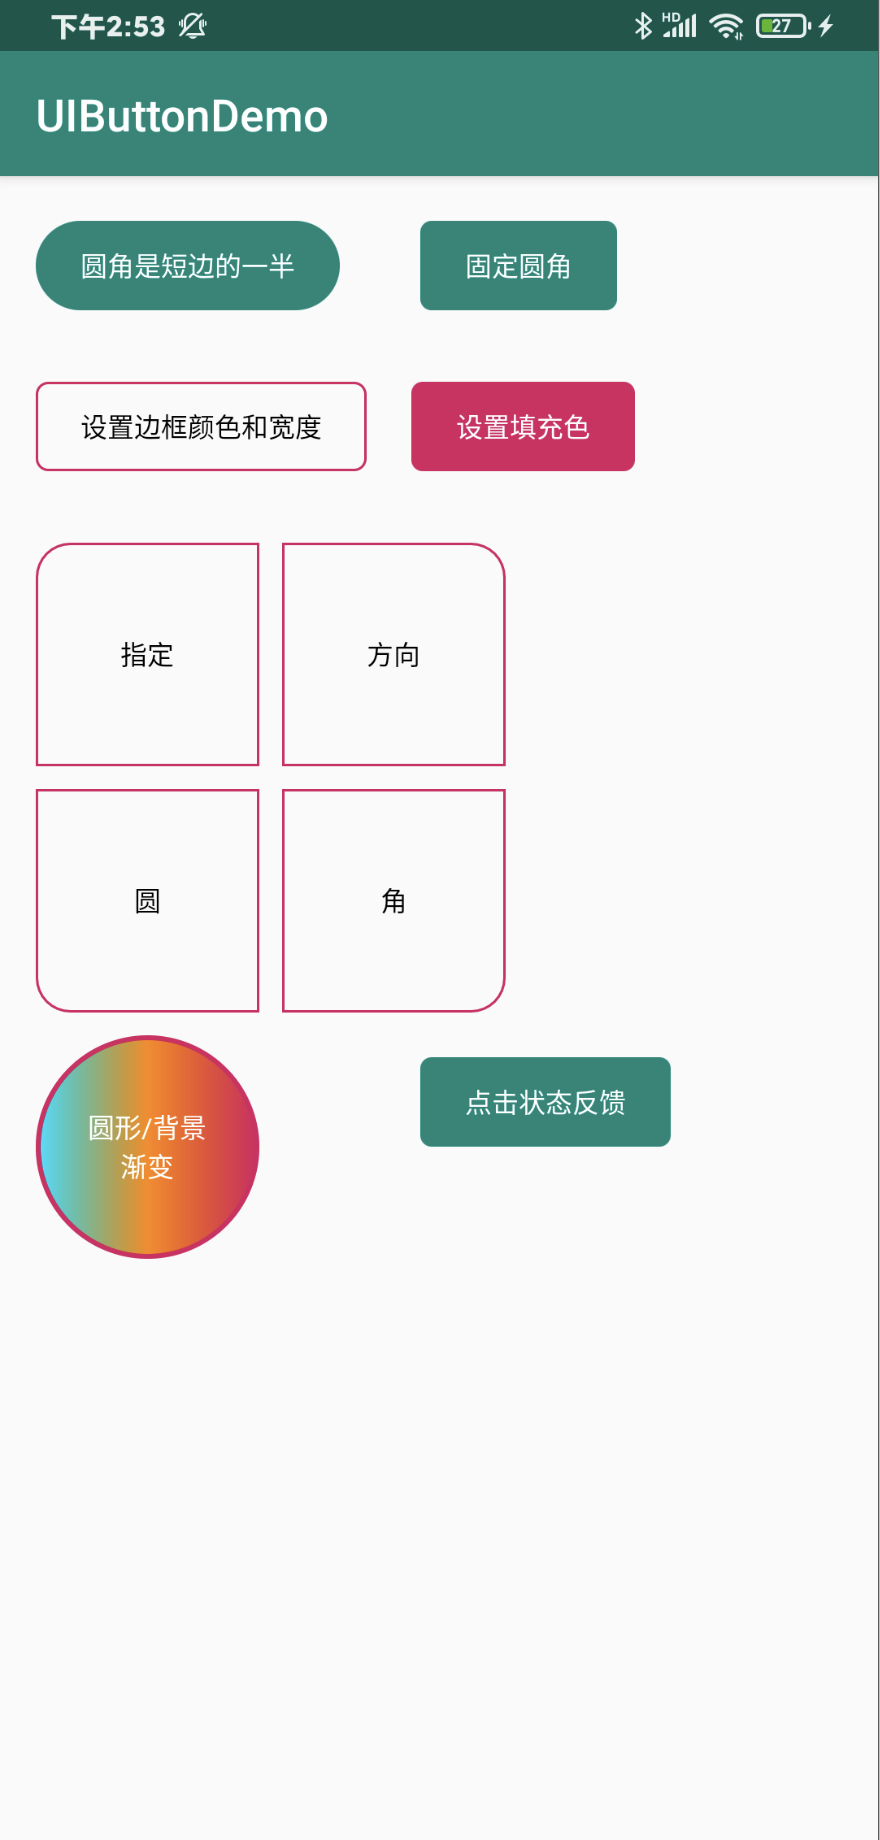 下午2:53 HD 27
UIButtonDemo
圆角是短边的一半 固定圆角
设置边框颜色和宽度 设置填充色
指定 方向
圆 角
圆形/背景
渐变
点击状态反馈